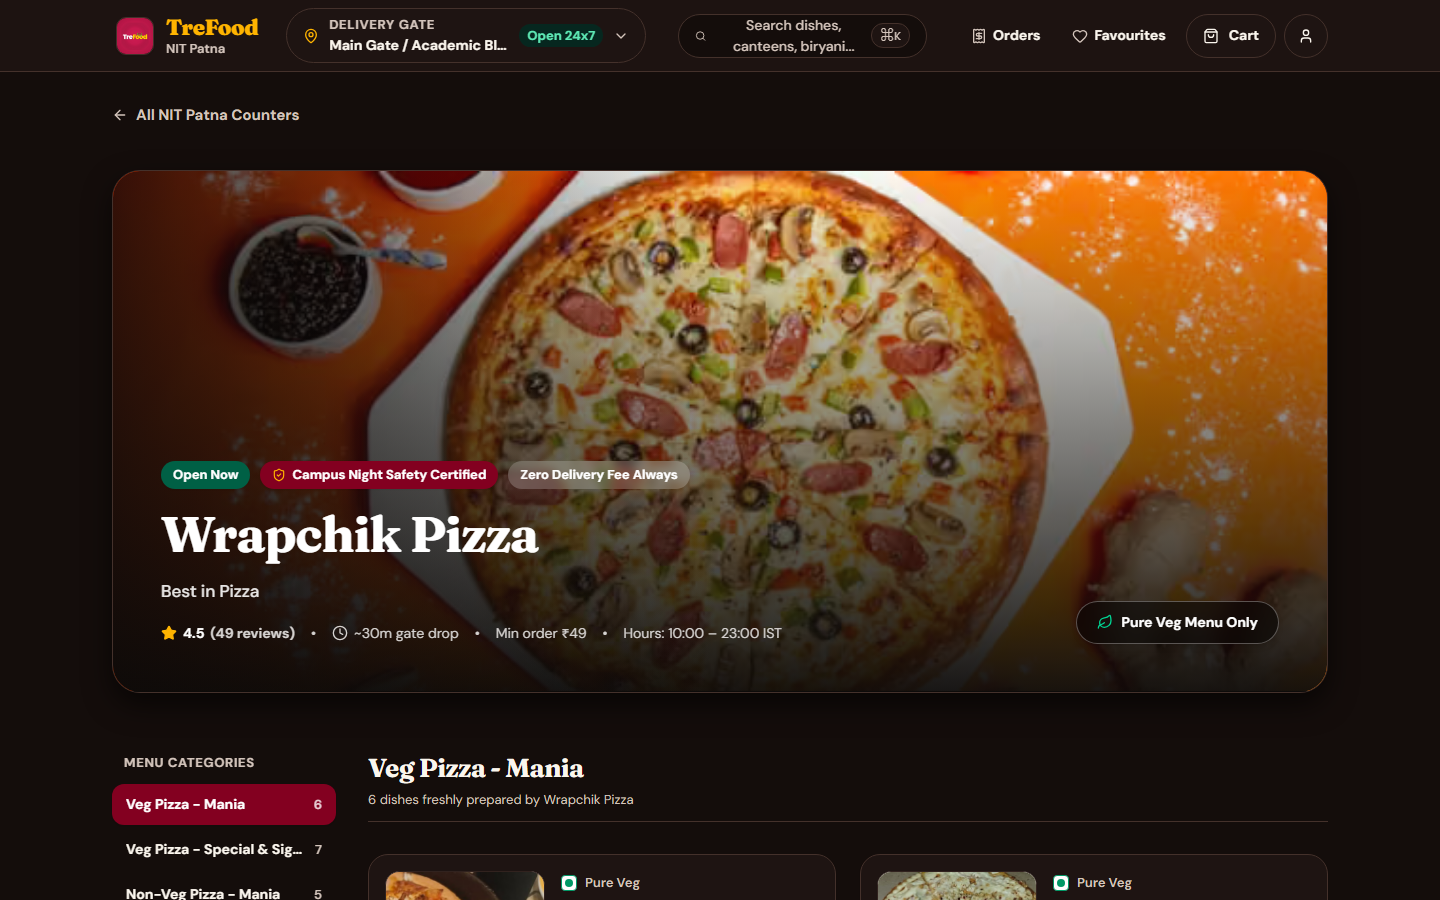 TreFood
TreFood
NIT Patna
DELIVERY GATE
Main Gate / Academic Bl...
Open 24x7
Search dishes,
canteens, biryani...
⌘K
Orders
Favourites
Cart
All NIT Patna Counters
Open Now
Campus Night Safety Certified
Zero Delivery Fee Always
Wrapchik Pizza
Best in Pizza
4.5 (49 reviews) • ~30m gate drop • Min order ₹49 • Hours: 10:00 – 23:00 IST
Pure Veg Menu Only
MENU CATEGORIES
Veg Pizza - Mania 6
Veg Pizza - Special & Sig... 7
Non-Veg Pizza - Mania 5
Veg Pizza - Mania
6 dishes freshly prepared by Wrapchik Pizza
Pure Veg
Pure Veg